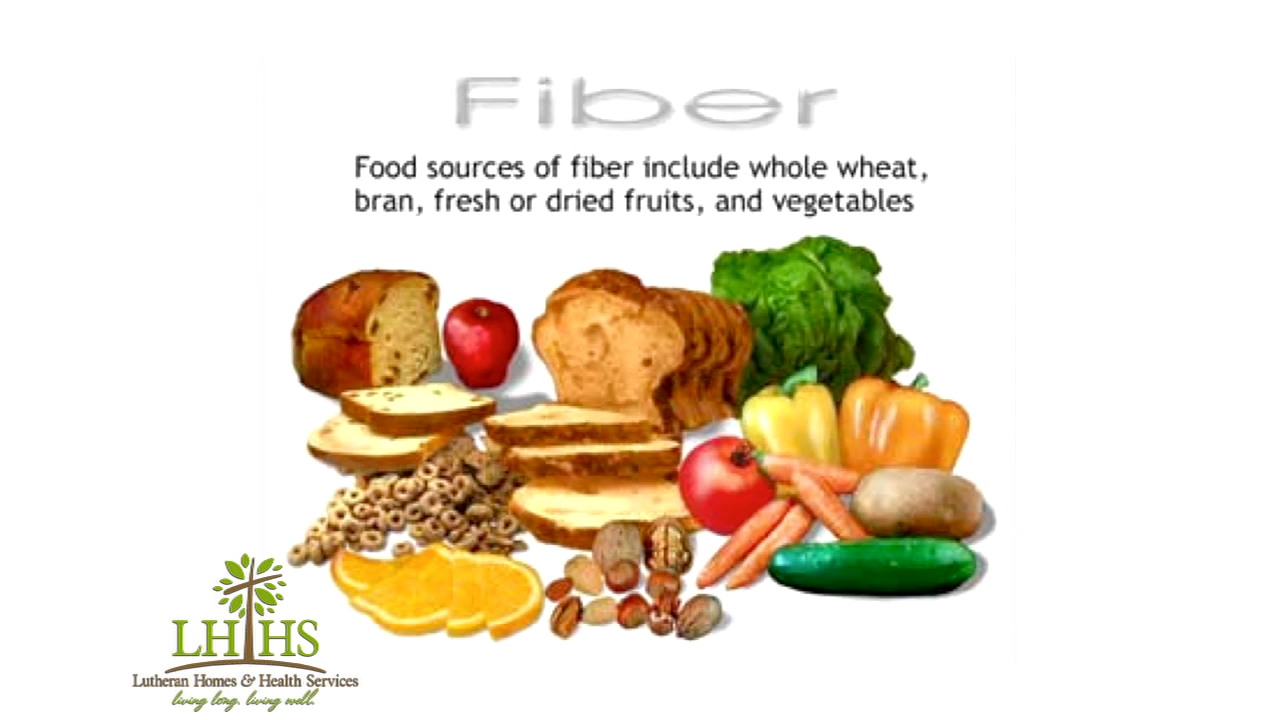 Fiber
Food sources of fiber include whole wheat,
bran, fresh or dried fruits, and vegetables
LHHS
Lutheran Homes & Health Services
living long. living well.